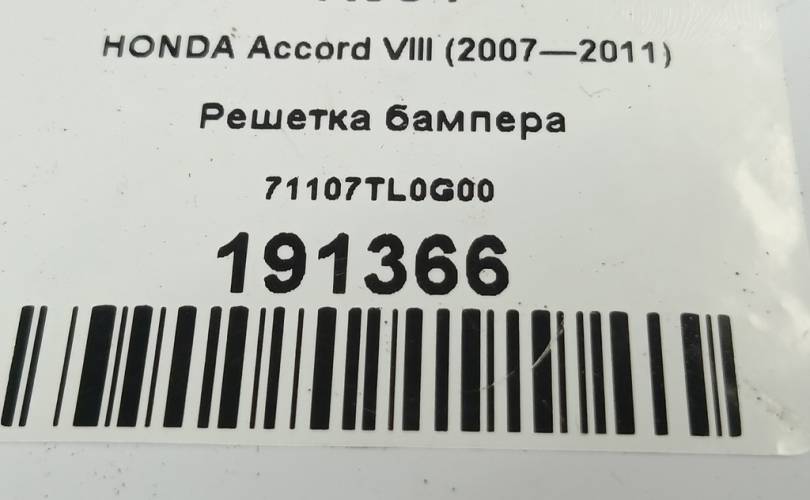 HONDA Accord VIII (2007—2011)
Решетка бампера
71107TL0G00
191366